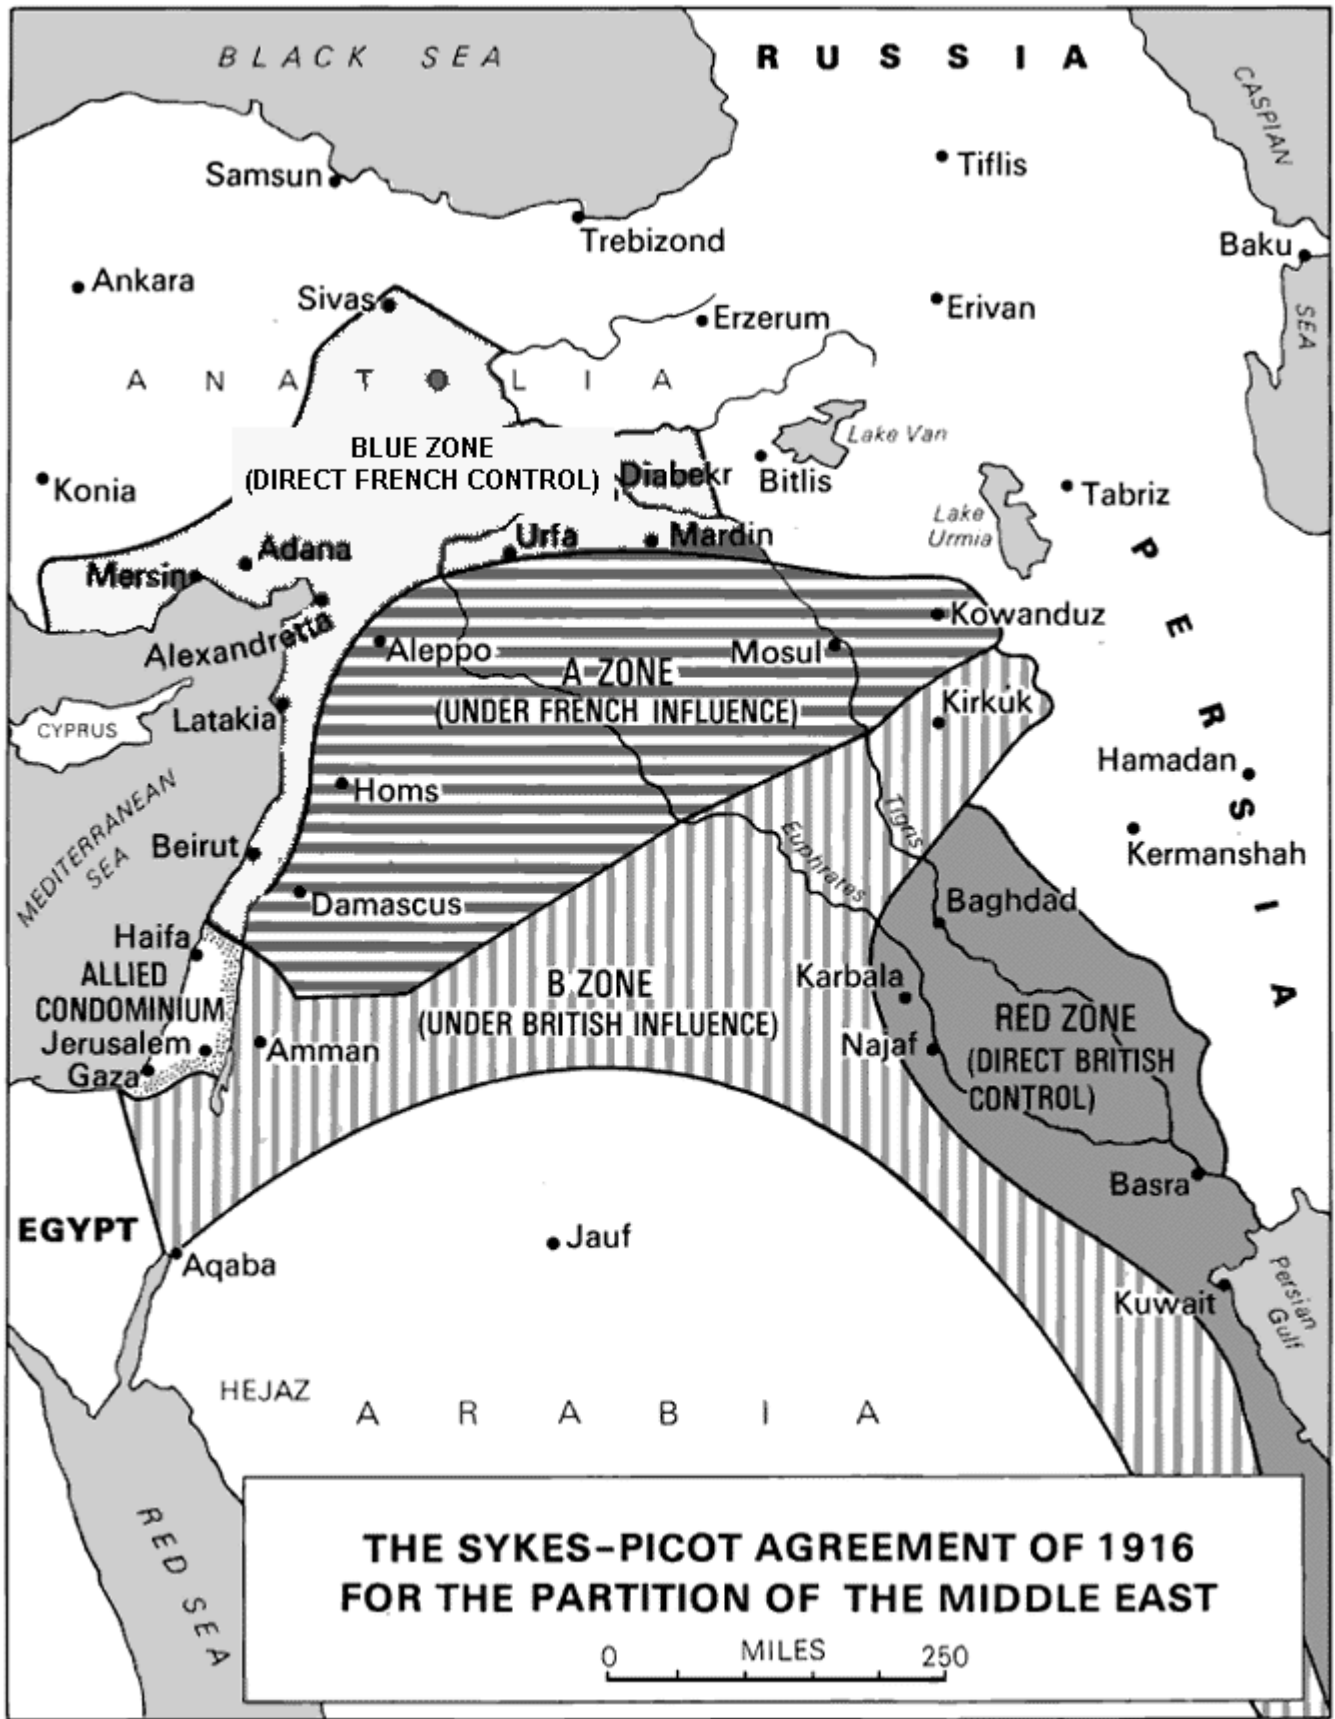 BLACK SEA
RUSSIA
CASPIAN
SEA
Samsun
Tiflis
Trebizond
Baku
Ankara
Sivas
Erzerum
Erivan
ANATOLIA
BLUE ZONE
(DIRECT FRENCH CONTROL)
Lake Van
Konia
Diabekr
Bitlis
Tabriz
Lake
Urmia
PERSIA
Adana
Urfa
Mardin
Mersin
Alexandretta
Kowanduz
Aleppo
Mosul
A ZONE
(UNDER FRENCH INFLUENCE)
Kirkuk
CYPRUS
Latakia
Hamadan
Homs
MEDITERRANEAN
SEA
Tigris
Euphrates
Beirut
Kermanshah
Damascus
Baghdad
Haifa
ALLIED
CONDOMINIUM
Jerusalem
Gaza
Amman
B ZONE
(UNDER BRITISH INFLUENCE)
Karbala
Najaf
RED ZONE
(DIRECT BRITISH
CONTROL)
Basra
EGYPT
Aqaba
Jauf
Kuwait
Persian
Gulf
HEJAZ
ARABIA
RED SEA
THE SYKES-PICOT AGREEMENT OF 1916
FOR THE PARTITION OF THE MIDDLE EAST
0 MILES 250